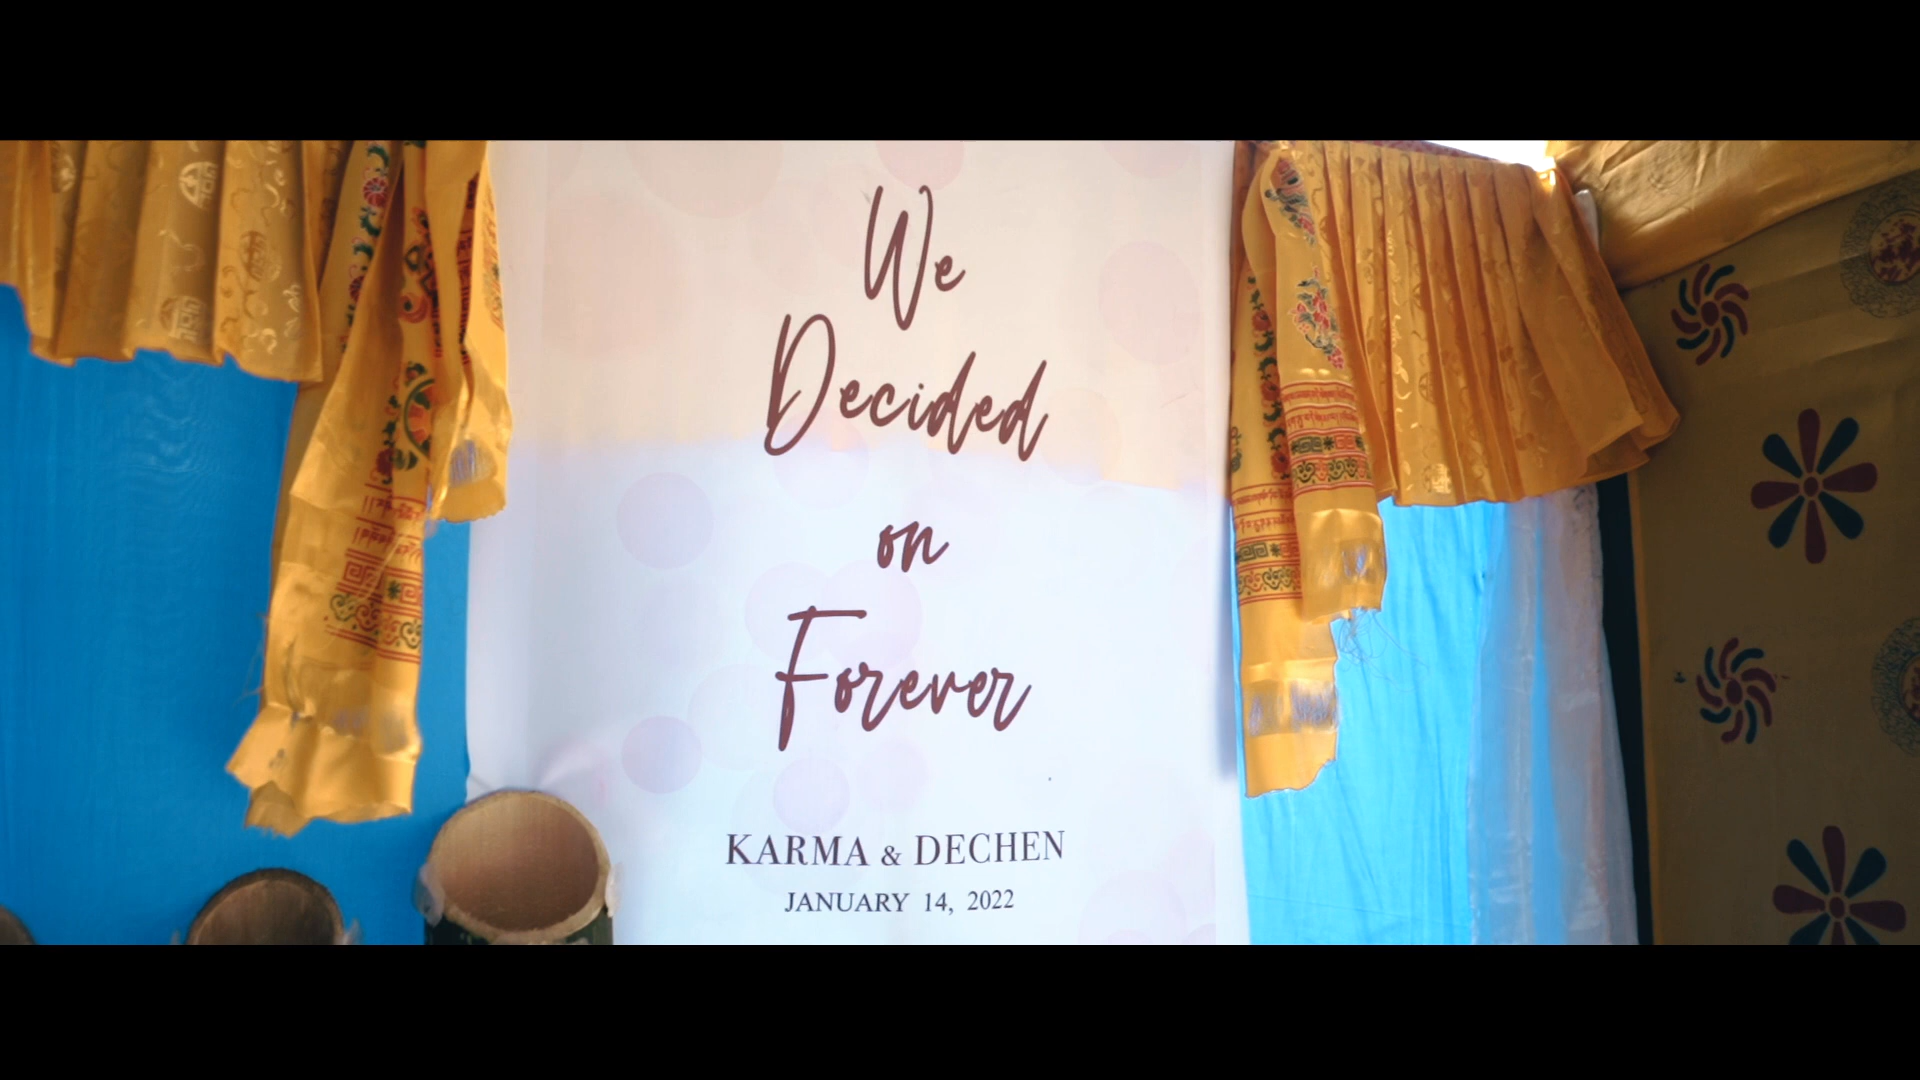 We
Decided
on
Forever
KARMA & DECHEN
JANUARY 14, 2022